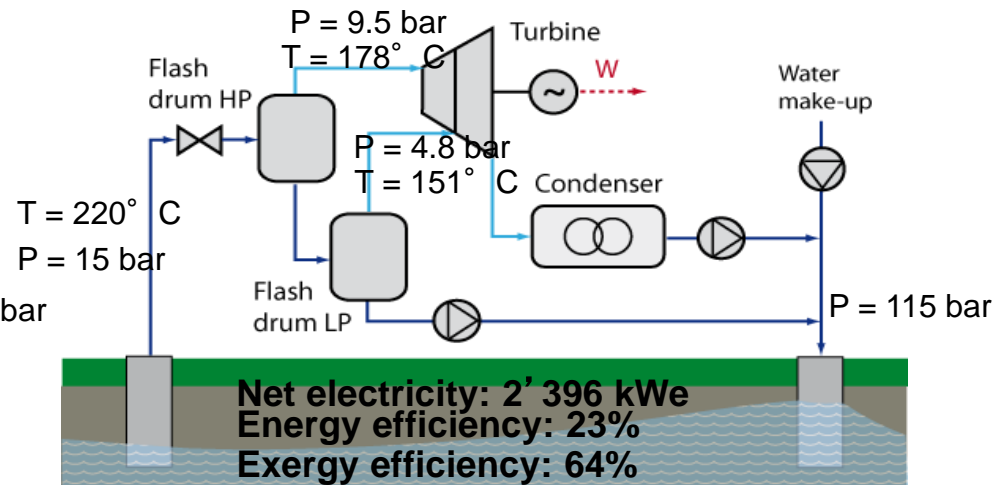 P = 9.5 bar
T = 178° C
Turbine
W
Flash
drum HP
Water
make-up
~
P = 4.8 bar
T = 151° C
Condenser
T = 220° C
P = 15 bar
bar
Flash
drum LP
P = 115 bar
Net electricity: 2’396 kWe
Energy efficiency: 23%
Exergy efficiency: 64%